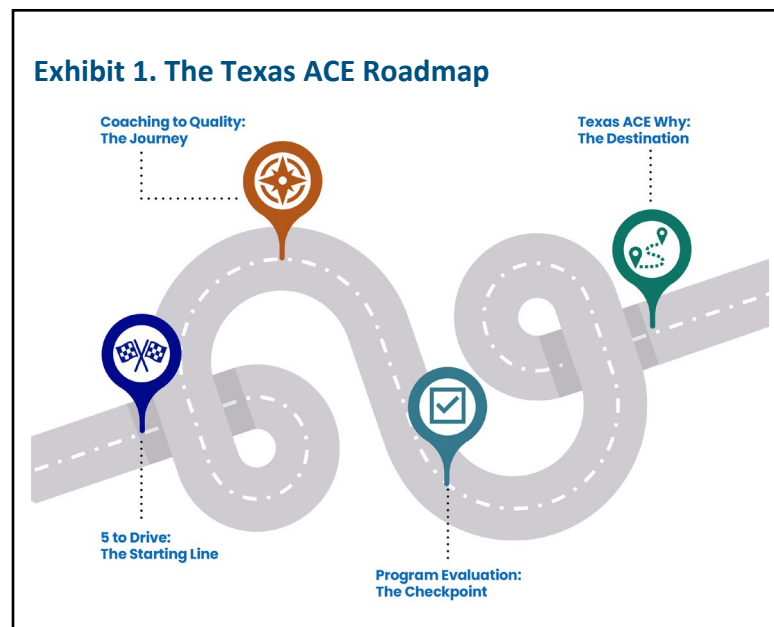 Exhibit 1. The Texas ACE Roadmap
Coaching to Quality:
The Journey
Texas ACE Why:
The Destination
5 to Drive:
The Starting Line
Program Evaluation:
The Checkpoint